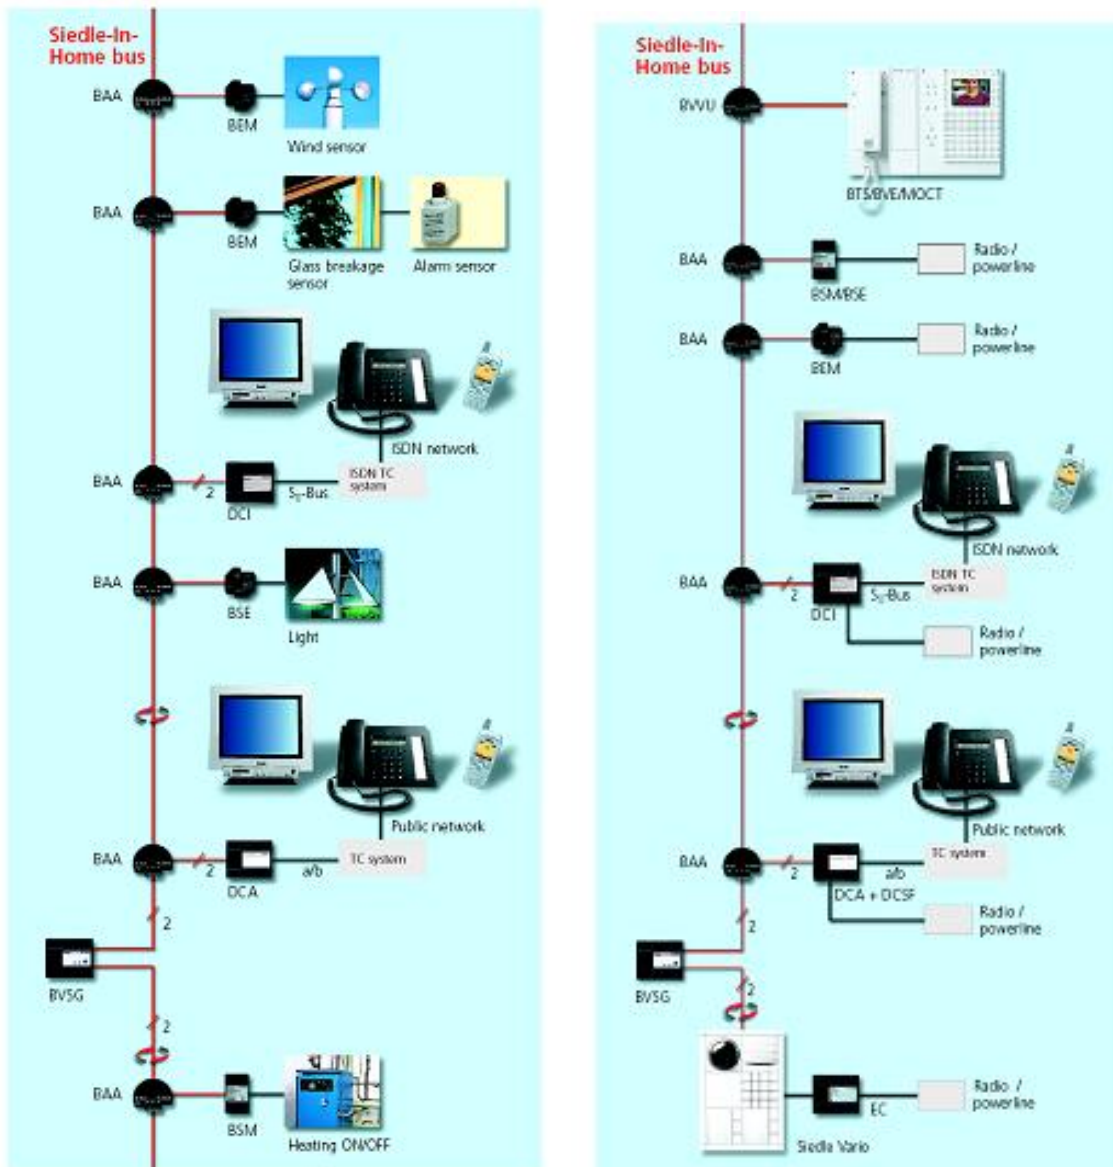 Siedle-In-
Home bus
BAA
BEM
Wind sensor
BAA
BEM
Glass breakage
sensor
Alarm sensor
ISDN network
BAA
2
DCI
S₀-Bus
ISDN TC
system
BAA
BSE
Light
Public network
BAA
2
DCA
a/b
TC system
2
BVSG
2
BAA
BSM
Heating ON/OFF
Siedle-In-
Home bus
BVVU
BTS/BVE/MOCT
BAA
BSM/BSE
Radio /
powerline
BAA
BEM
Radio /
powerline
ISDN network
BAA
2
DCI
S₀-Bus
ISDN TC
system
Radio /
powerline
Public network
BAA
2
DCA + DCSF
a/b
TC system
Radio /
powerline
2
BVSG
2
Siedle Vario
EC
Radio /
powerline